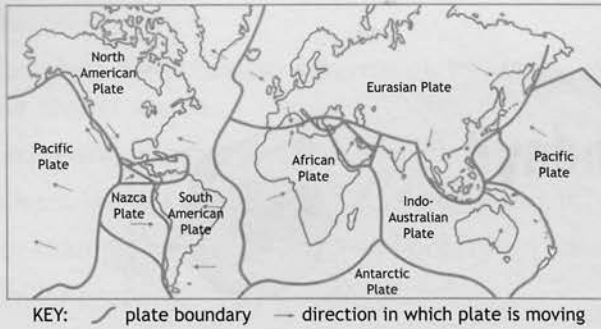 North
American
Plate
Eurasian Plate
Pacific
Plate
African
Plate
Pacific
Plate
Nazca
Plate
South
American
Plate
Indo-
Australian
Plate
Antarctic
Plate
KEY: plate boundary direction in which plate is moving